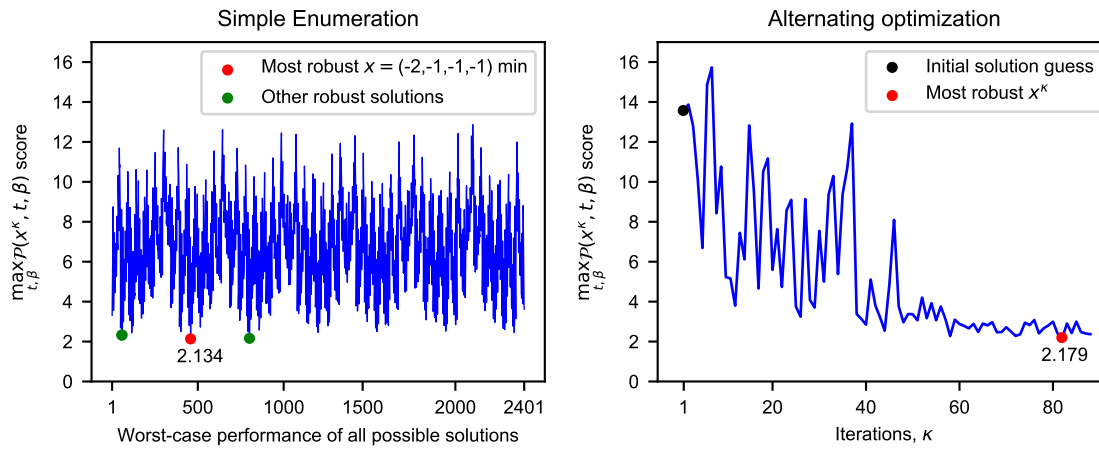 Simple Enumeration
max 𝒫(x^κ, t, β) score
t,β
16
14
12
10
8
6
4
2
0
Most robust x = (-2,-1,-1,-1) min
Other robust solutions
2.134
1
500
1000
1500
2000
2401
Worst-case performance of all possible solutions
Alternating optimization
max 𝒫(x^κ, t, β) score
t,β
16
14
12
10
8
6
4
2
0
Initial solution guess
Most robust x^κ
2.179
1
20
40
60
80
Iterations, κ